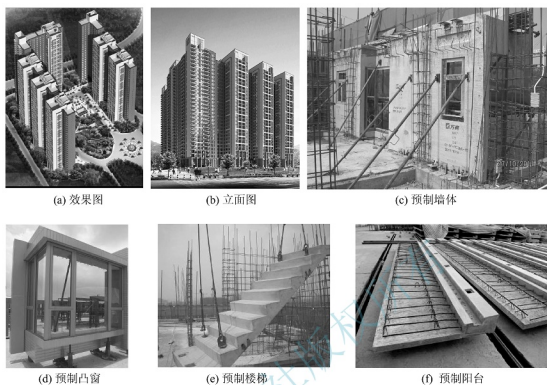 (a) 效果图
(b) 立面图
(c) 预制墙体
(d) 预制凸窗
(e) 预制楼梯
(f) 预制阳台